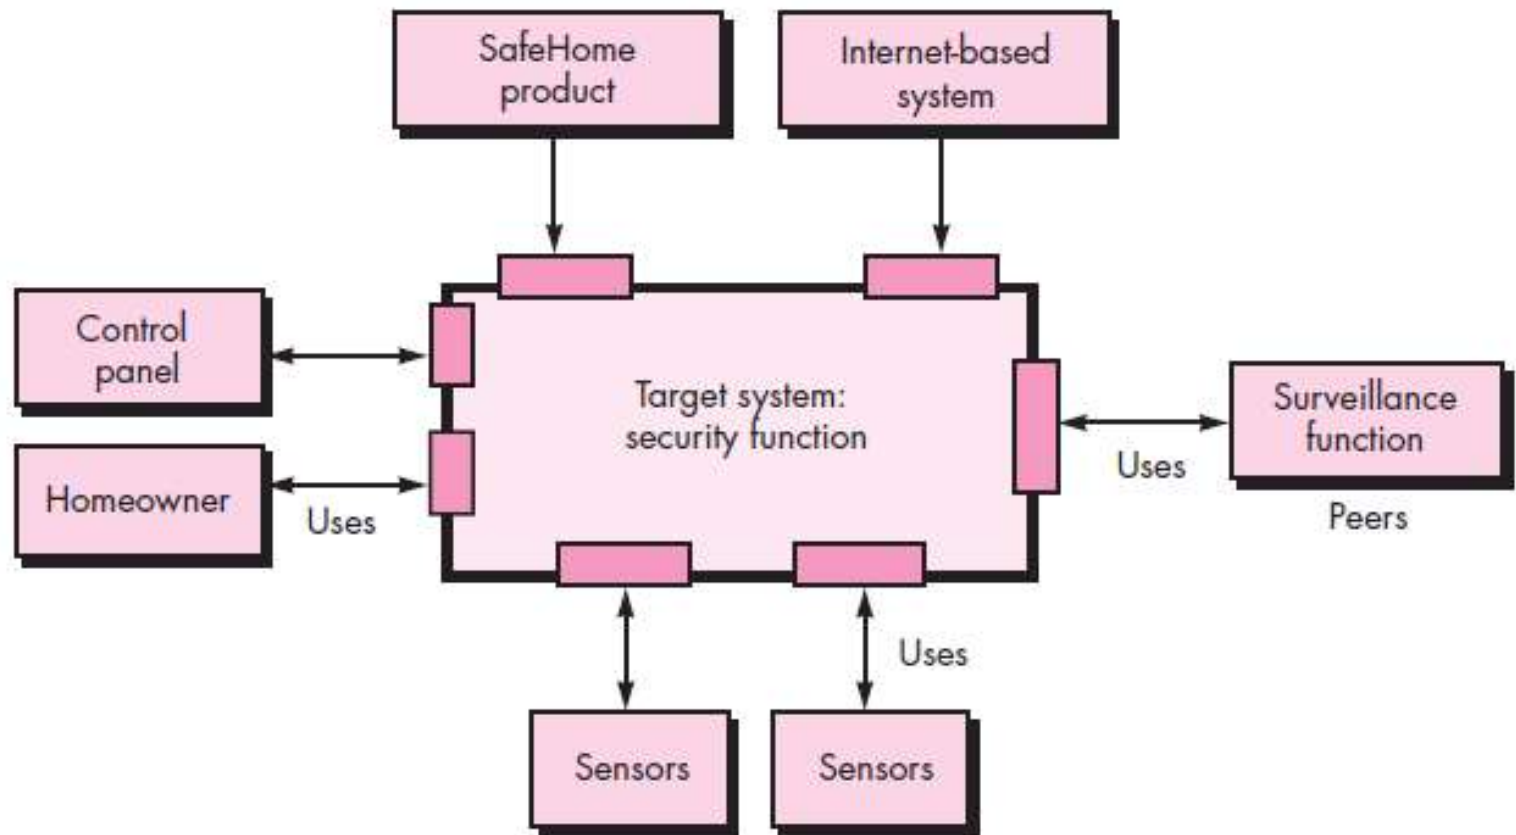 SafeHome
product
Internet-based
system
Control
panel
Homeowner
Uses
Target system:
security function
Uses
Surveillance
function
Peers
Uses
Sensors
Sensors